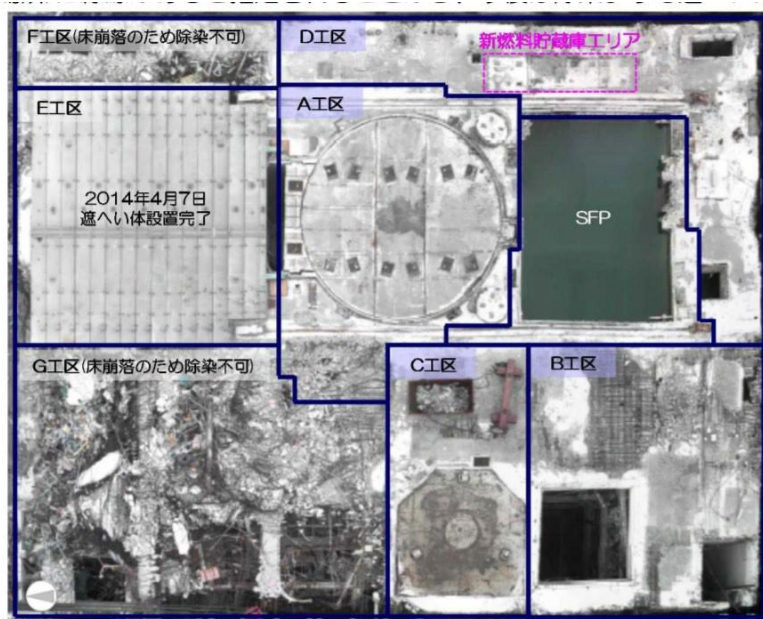 F工区(床崩落のため除染不可)
D工区
新燃料貯蔵庫エリア
E工区
A工区
2014年4月7日
遮へい体設置完了
SFP
G工区(床崩落のため除染不可)
C工区
B工区